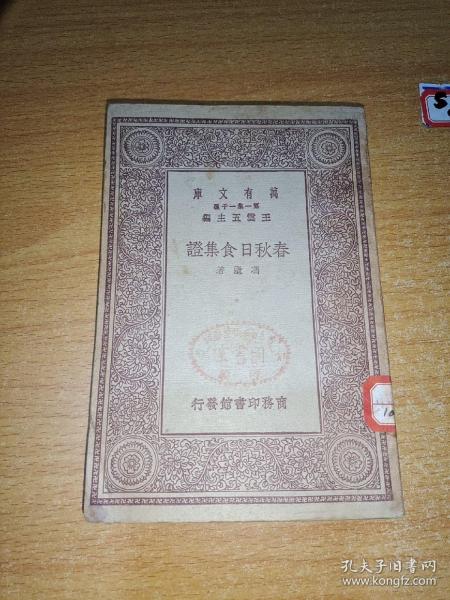 庫文有萬
種千一集一第
編主五雲王
證集食日秋春
著澂馮
行發館書印務商
孔夫子旧书网
www.kongfz.com